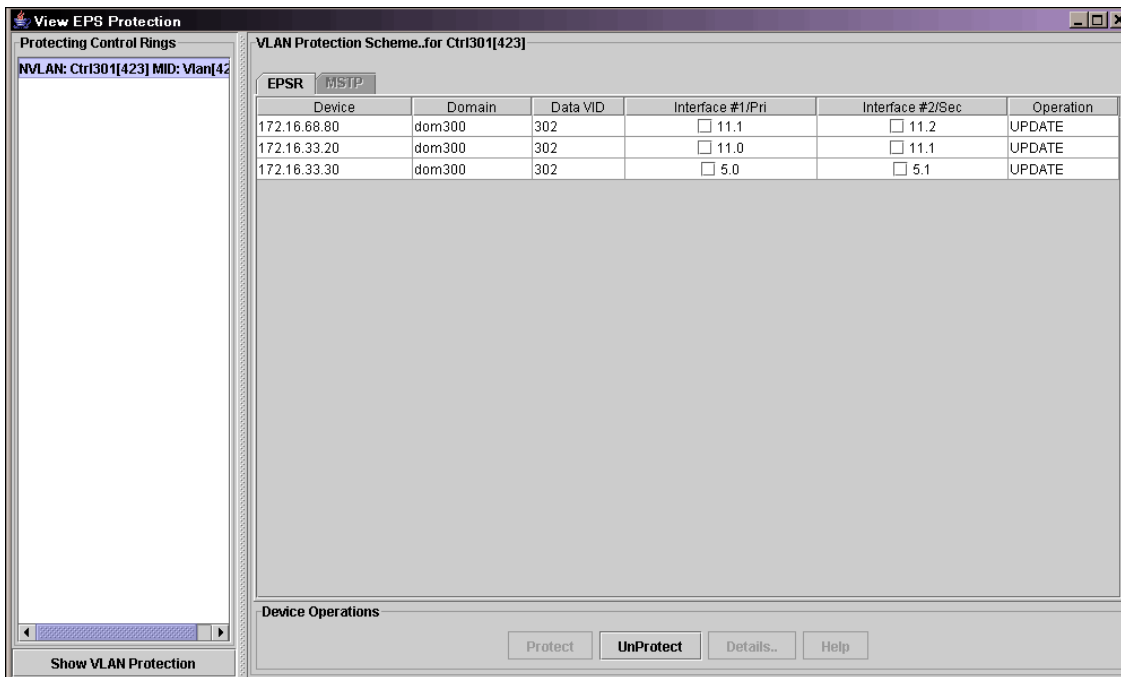 View EPS Protection
Protecting Control Rings
NVLAN: Ctrl301[423] MID: Vlan[42
Show VLAN Protection
VLAN Protection Scheme..for Ctrl301[423]
EPSR MSTP
Device Domain Data VID Interface #1/Pri Interface #2/Sec Operation
172.16.68.80 dom300 302 11.1 11.2 UPDATE
172.16.33.20 dom300 302 11.0 11.1 UPDATE
172.16.33.30 dom300 302 5.0 5.1 UPDATE
Device Operations
Protect UnProtect Details.. Help